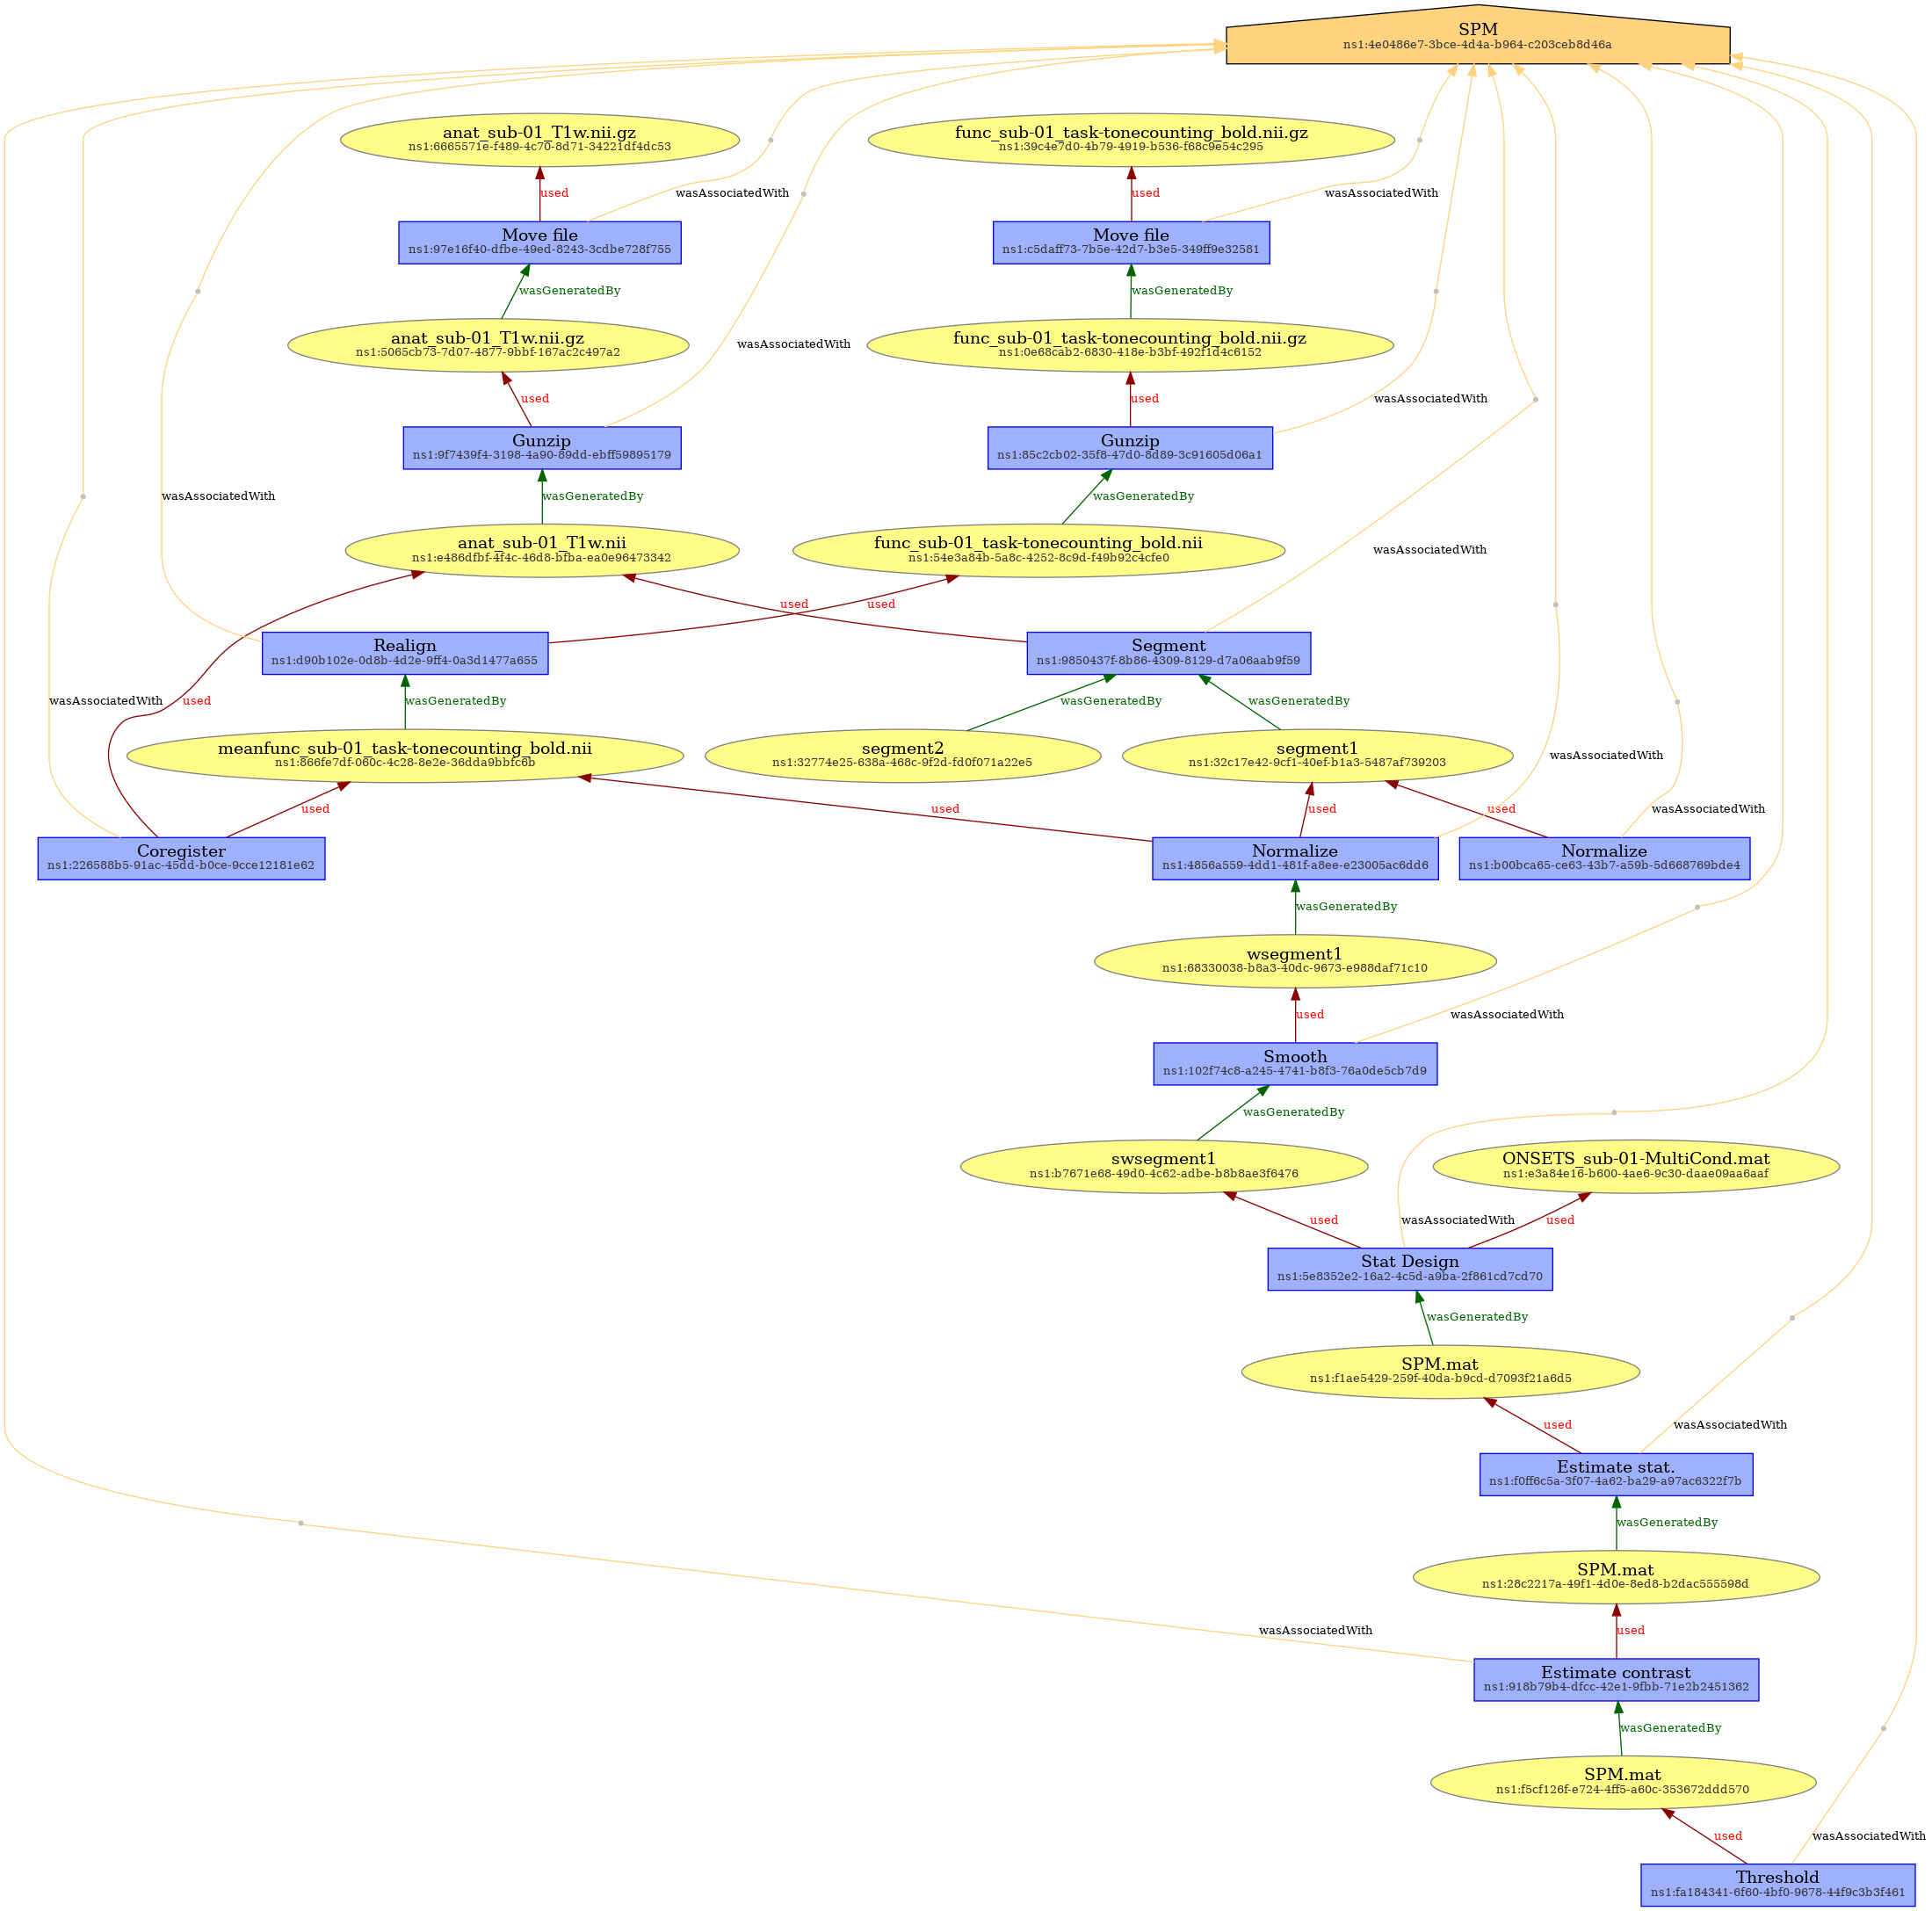 SPM
ns1:4e0486e7-3bce-4d4a-b964-c203ceb8d46a
anat_sub-01_T1w.nii.gz
ns1:6665571e-f489-4c70-8d71-34221df4dc53
func_sub-01_task-tonecounting_bold.nii.gz
ns1:39c4e7d0-4b79-4919-b536-f68c9e54c295
used
wasAssociatedWith
used
wasAssociatedWith
Move file
ns1:97e16f40-dfbe-49ed-8243-3cdbe728f755
Move file
ns1:c5daff73-7b5e-42d7-b3e5-349ff9e32581
wasGeneratedBy
wasGeneratedBy
anat_sub-01_T1w.nii.gz
ns1:5065cb73-7d07-4877-9bbf-167ac2c497a2
wasAssociatedWith
func_sub-01_task-tonecounting_bold.nii.gz
ns1:0e68cab2-6830-418e-b3bf-492f1d4c6152
used
used
wasAssociatedWith
Gunzip
ns1:9f7439f4-3198-4a90-89dd-ebff59895179
Gunzip
ns1:85c2cb02-35f8-47d0-8d89-3c91605d06a1
wasAssociatedWith
wasGeneratedBy
wasGeneratedBy
anat_sub-01_T1w.nii
ns1:e486dfbf-4f4c-46d8-bfba-ea0e96473342
func_sub-01_task-tonecounting_bold.nii
ns1:54e3a84b-5a8c-4252-8c9d-f49b92c4cfe0
wasAssociatedWith
used
used
Realign
ns1:d90b102e-0d8b-4d2e-9ff4-0a3d1477a655
Segment
ns1:9850437f-8b86-4309-8129-d7a06aab9f59
wasAssociatedWith
used
wasGeneratedBy
wasGeneratedBy
wasGeneratedBy
meanfunc_sub-01_task-tonecounting_bold.nii
ns1:866fe7df-060c-4c28-8e2e-36dda9bbfc6b
segment2
ns1:32774e25-638a-468c-9f2d-fd0f071a22e5
segment1
ns1:32c17e42-9cf1-40ef-b1a3-5487af739203
wasAssociatedWith
used
used
used
used
wasAssociatedWith
Coregister
ns1:226588b5-91ac-45dd-b0ce-9cce12181e62
Normalize
ns1:4856a559-4dd1-481f-a8ee-e23005ac6dd6
Normalize
ns1:b00bca65-ce63-43b7-a59b-5d668769bde4
wasGeneratedBy
wsegment1
ns1:68330038-b8a3-40dc-9673-e988daf71c10
used
wasAssociatedWith
Smooth
ns1:102f74c8-a245-4741-b8f3-76a0de5cb7d9
wasGeneratedBy
swsegment1
ns1:b7671e68-49d0-4c62-adbe-b8b8ae3f6476
ONSETS_sub-01-MultiCond.mat
ns1:e3a84e16-b600-4ae6-9c30-daae09aa6aaf
used
wasAssociatedWith
used
Stat Design
ns1:5e8352e2-16a2-4c5d-a9ba-2f861cd7cd70
wasGeneratedBy
SPM.mat
ns1:f1ae5429-259f-40da-b9cd-d7093f21a6d5
used
wasAssociatedWith
Estimate stat.
ns1:f0ff6c5a-3f07-4a62-ba29-a97ac6322f7b
wasGeneratedBy
SPM.mat
ns1:28c2217a-49f1-4d0e-8ed8-b2dac555598d
wasAssociatedWith
used
Estimate contrast
ns1:918b79b4-dfcc-42e1-9fbb-71e2b2451362
wasGeneratedBy
SPM.mat
ns1:f5cf126f-e724-4ff5-a60c-353672ddd570
used
wasAssociatedWith
Threshold
ns1:fa184341-6f60-4bf0-9678-44f9c3b3f461